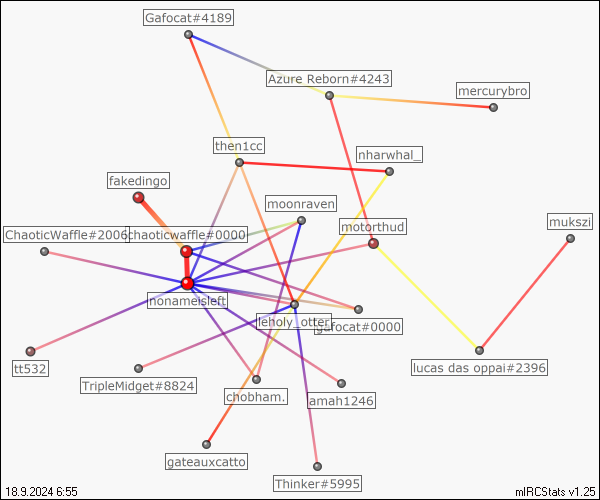 Gafocat#4189
Azure Reborn#4243
mercurybro
then1cc
nharwhal_
fakedingo
moonraven
motorthud
mukszi
ChaoticWaffle#2006
chaoticwaffle#0000
nonameisleft
leholy_otter
gafocat#0000
tt532
TripleMidget#8824
chobham.
amah1246
lucas das oppai#2396
gateauxcatto
Thinker#5995
18.9.2024 6:55
mIRCStats v1.25